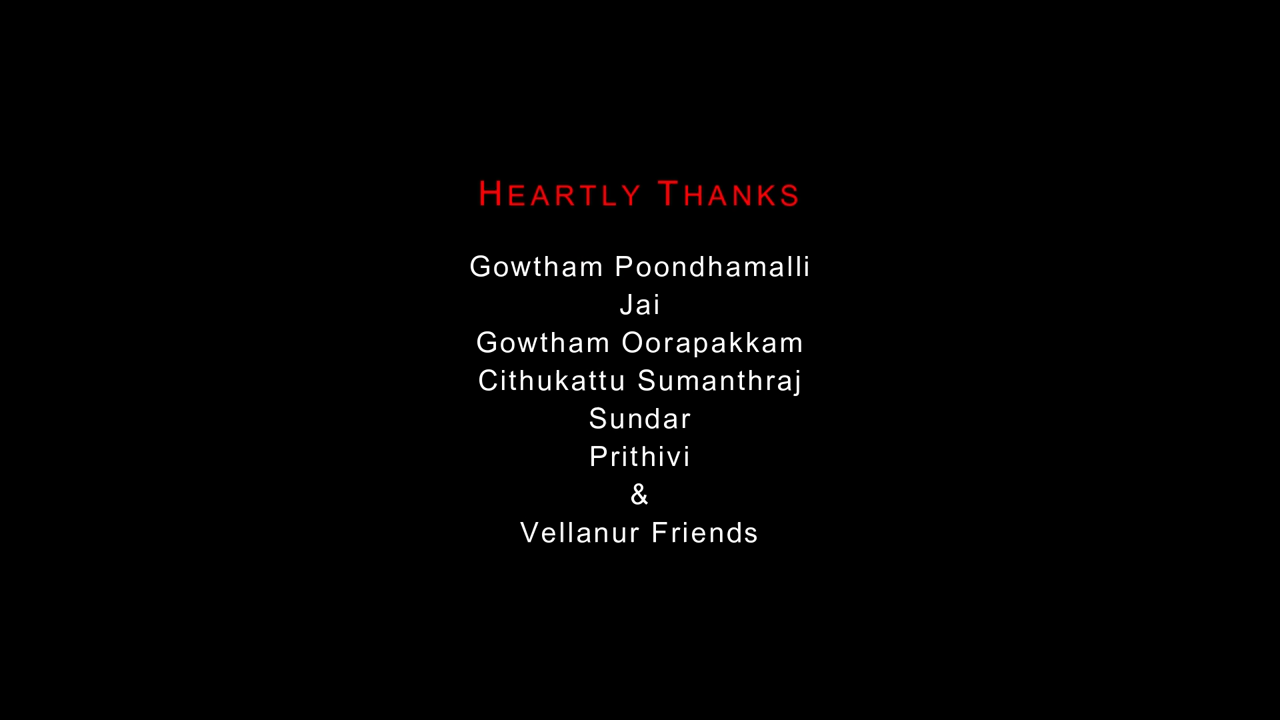 HEARTLY THANKS
Gowtham Poondhamalli
Jai
Gowtham Oorapakkam
Cithukattu Sumanthraj
Sundar
Prithivi
&
Vellanur Friends